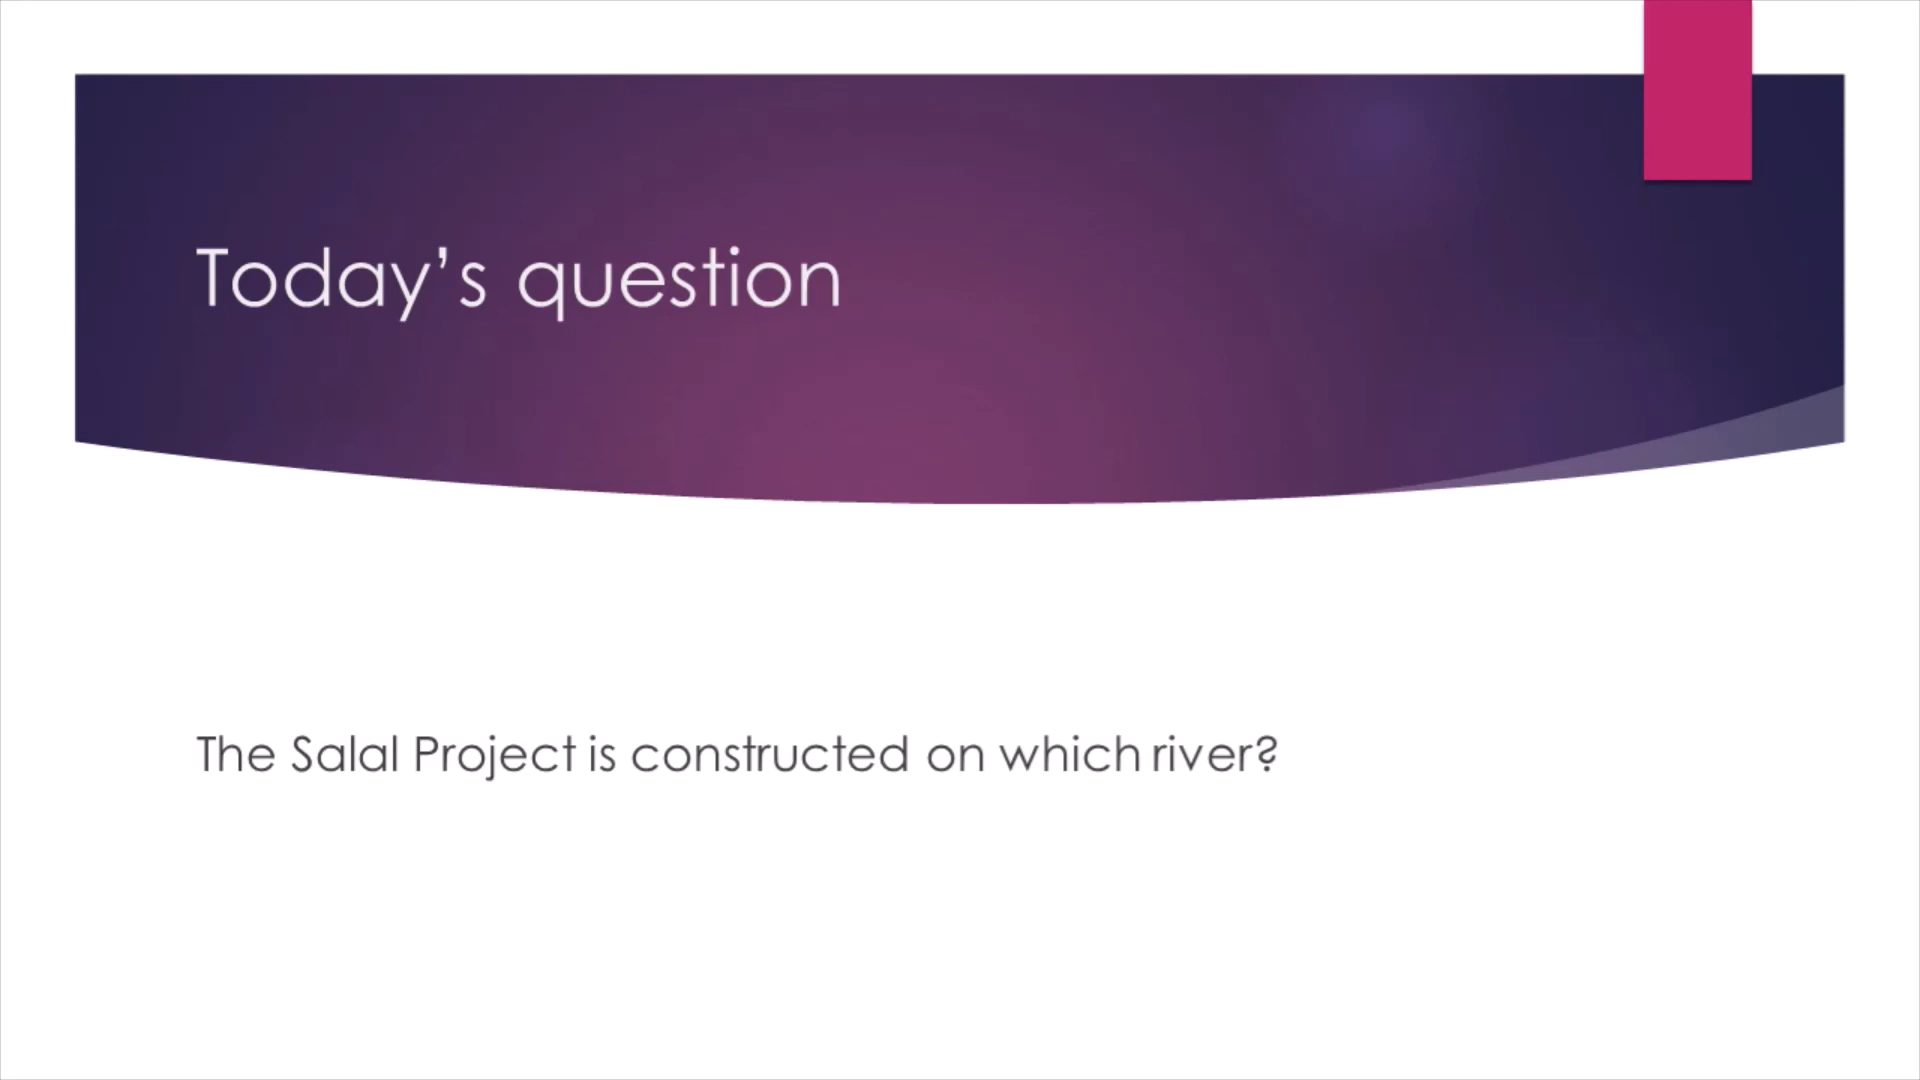 Today’s question
The Salal Project is constructed on which river?